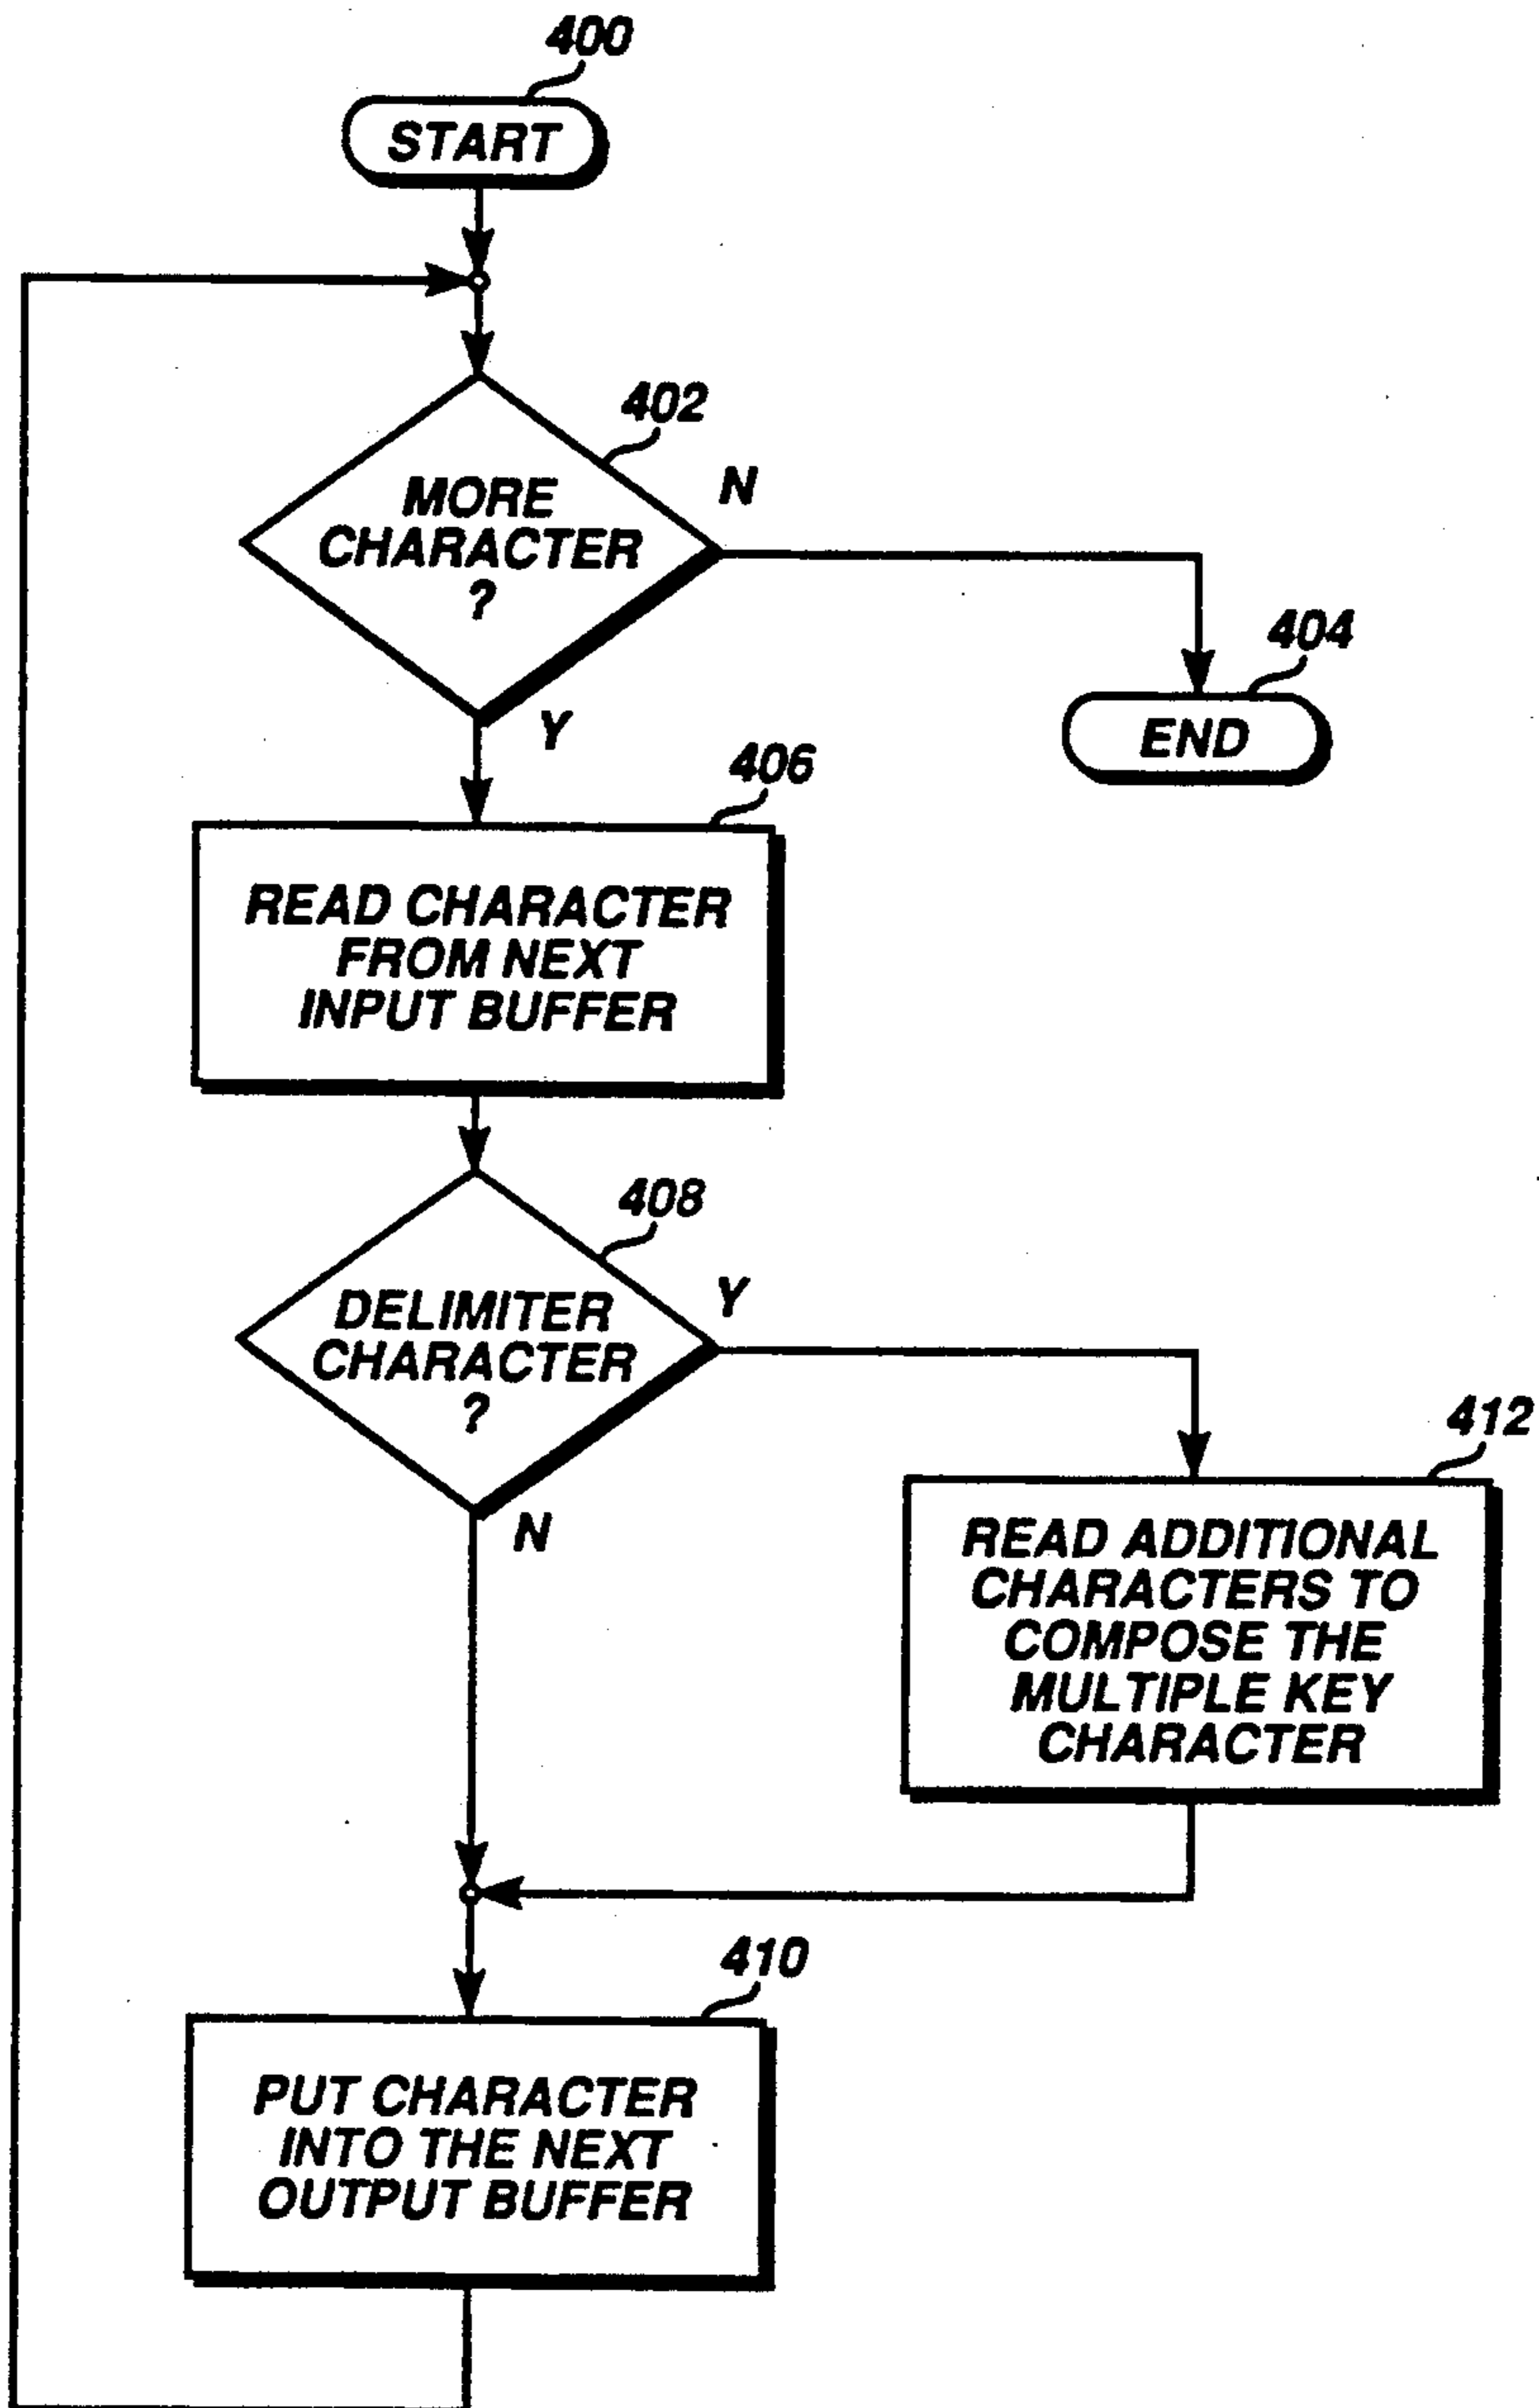 400
START
402
MORE
CHARACTER
?
N
Y
404
END
406
READ CHARACTER
FROM NEXT
INPUT BUFFER
408
DELIMITER
CHARACTER
?
Y
N
412
READ ADDITIONAL
CHARACTERS TO
COMPOSE THE
MULTIPLE KEY
CHARACTER
410
PUT CHARACTER
INTO THE NEXT
OUTPUT BUFFER